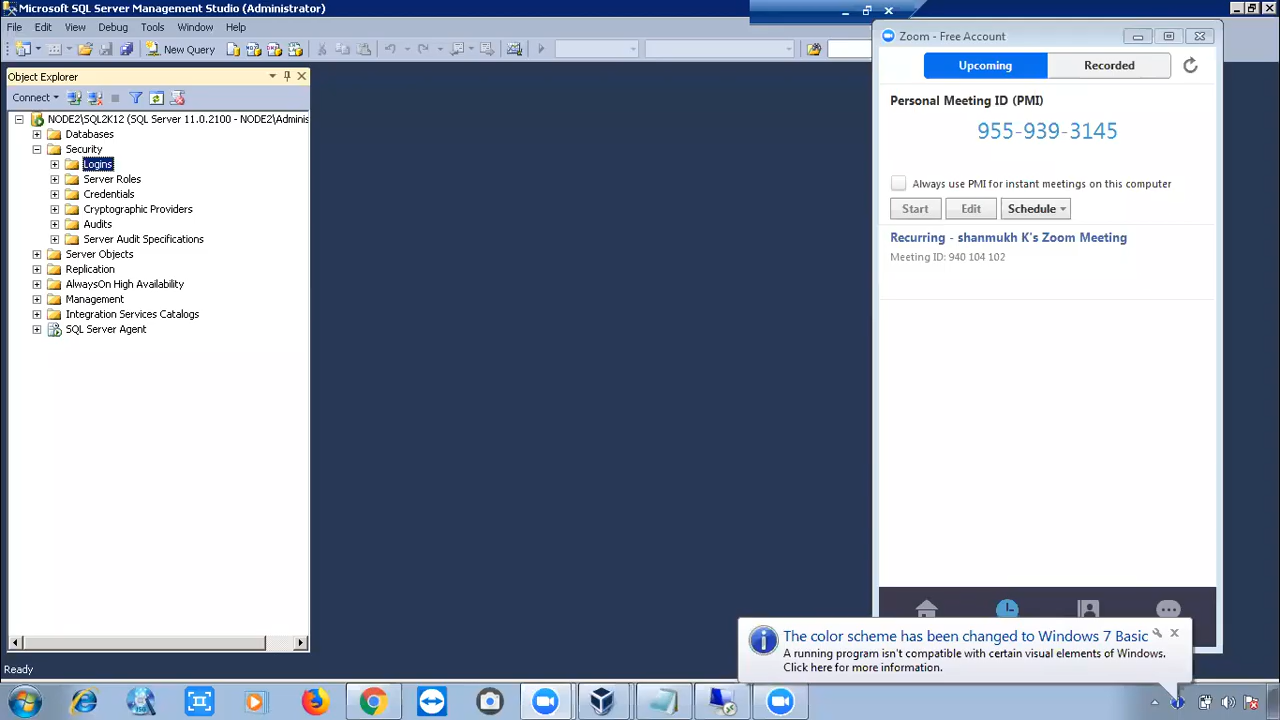 Microsoft SQL Server Management Studio (Administrator)
File Edit View Debug Tools Window Help
New Query
Object Explorer
Connect
NODE2\SQL2K12 (SQL Server 11.0.2100 - NODE2\Adminis
Databases
Security
Logins
Server Roles
Credentials
Cryptographic Providers
Audits
Server Audit Specifications
Server Objects
Replication
AlwaysOn High Availability
Management
Integration Services Catalogs
SQL Server Agent
Ready
Zoom - Free Account
Upcoming Recorded
Personal Meeting ID (PMI)
955-939-3145
Always use PMI for instant meetings on this computer
Start Edit Schedule
Recurring - shanmukh K's Zoom Meeting
Meeting ID: 940 104 102
The color scheme has been changed to Windows 7 Basic
A running program isn't compatible with certain visual elements of Windows.
Click here for more information.